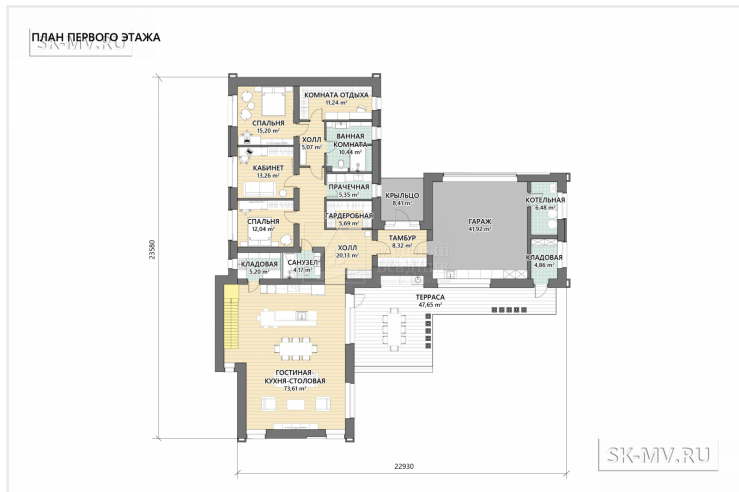 ПЛАН ПЕРВОГО ЭТАЖА
SK-MV.RU
КОМНАТА ОТДЫХА
11,24 m²
СПАЛЬНЯ
15,20 m²
ХОЛЛ
5,07 m²
ВАННАЯ
КОМНАТА
10,44 m²
КАБИНЕТ
13,26 m²
ПРАЧЕЧНАЯ
5,35 m²
КРЫЛЬЦО
8,41 m²
ГАРАЖ
41,92 m²
КОТЕЛЬНАЯ
6,48 m²
СПАЛЬНЯ
12,04 m²
ГАРДЕРОБНАЯ
5,69 m²
ХОЛЛ
20,13 m²
ТАМБУР
8,32 m²
КЛАДОВАЯ
5,20 m²
САНУЗЕЛ
4,17 m²
КЛАДОВАЯ
4,86 m²
ТЕРРАСА
47,65 m²
ГОСТИНАЯ-
КУХНЯ-СТОЛОВАЯ
73,61 m²
23580
22930
SK-MV.RU